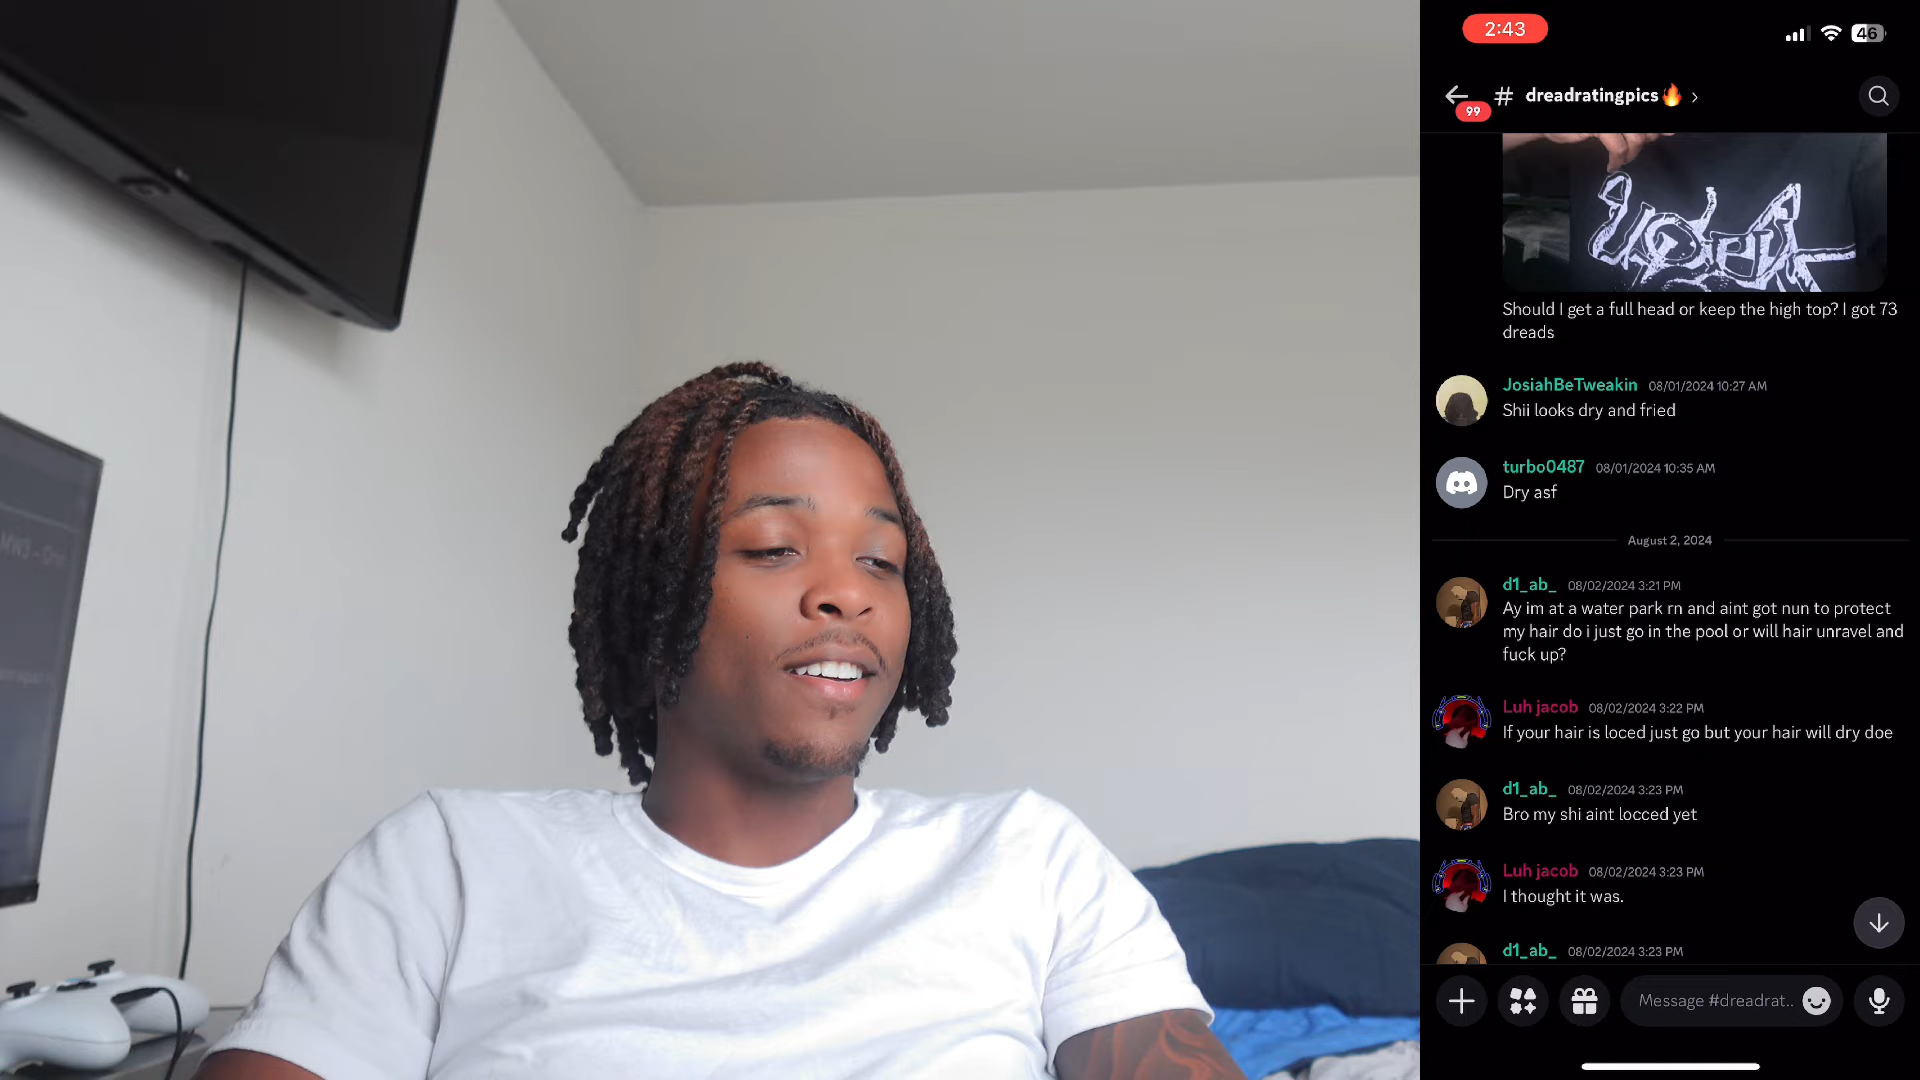 2:43
46
99
# dreadratingpics🔥 ›
Should I get a full head or keep the high top? I got 73
dreads
JosiahBeTweakin 08/01/2024 10:27 AM
Shii looks dry and fried
turbo0487 08/01/2024 10:35 AM
Dry asf
August 2, 2024
d1_ab_ 08/02/2024 3:21 PM
Ay im at a water park rn and aint got nun to protect
my hair do i just go in the pool or will hair unravel and
fuck up?
Luh jacob 08/02/2024 3:22 PM
If your hair is loced just go but your hair will dry doe
d1_ab_ 08/02/2024 3:23 PM
Bro my shi aint locced yet
Luh jacob 08/02/2024 3:23 PM
I thought it was.
d1_ab_ 08/02/2024 3:23 PM
Message #dreadrat..